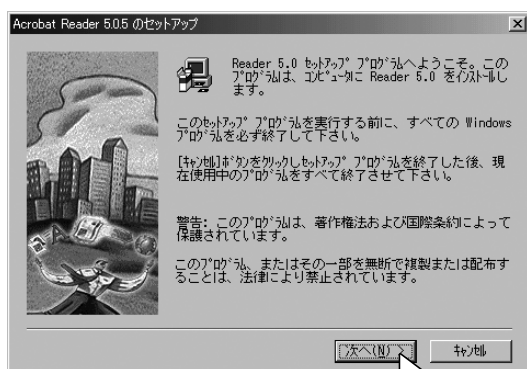 Acrobat Reader 5.0.5 のセットアップ
Reader 5.0 ｾｯﾄｱｯﾌﾟ ﾌﾟﾛｸﾞﾗﾑへようこそ。この
ﾌﾟﾛｸﾞﾗﾑは、ｺﾝﾋﾟｭｰﾀに Reader 5.0 をｲﾝｽﾄｰﾙし
ます。
このｾｯﾄｱｯﾌﾟ ﾌﾟﾛｸﾞﾗﾑを実行する前に、すべての Windows
ﾌﾟﾛｸﾞﾗﾑを必ず終了して下さい。
[ｷｬﾝｾﾙ]ﾎﾞﾀﾝをｸﾘｯｸしｾｯﾄｱｯﾌﾟ ﾌﾟﾛｸﾞﾗﾑを終了した後、現
在使用中のﾌﾟﾛｸﾞﾗﾑをすべて終了させて下さい。
警告: このﾌﾟﾛｸﾞﾗﾑは、著作権法および国際条約によって
保護されています。
このﾌﾟﾛｸﾞﾗﾑ、またはその一部を無断で複製または配布す
ることは、法律により禁止されています。
次へ(N) >
ｷｬﾝｾﾙ